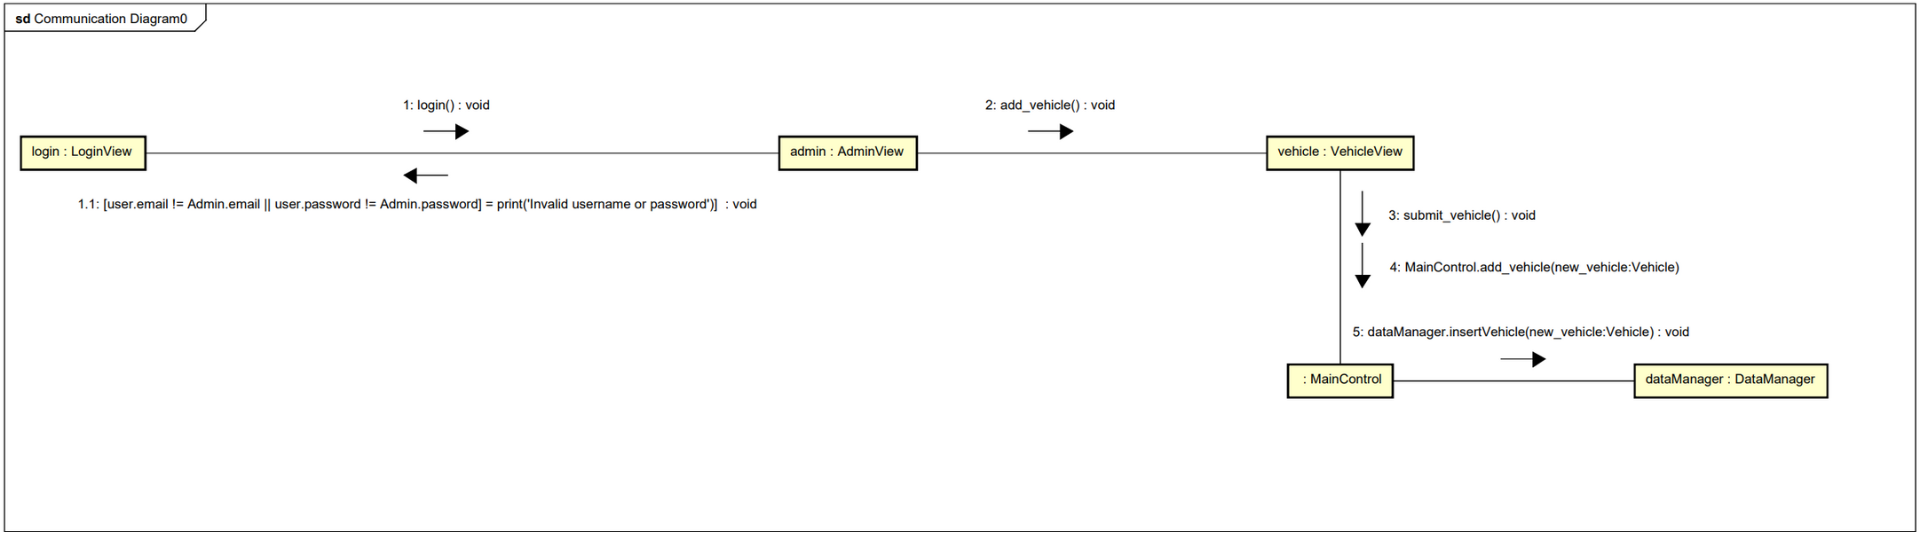 sd Communication Diagram0
1: login() : void
2: add_vehicle() : void
login : LoginView
admin : AdminView
vehicle : VehicleView
1.1: [user.email != Admin.email || user.password != Admin.password] = print('Invalid username or password')]  : void
3: submit_vehicle() : void
4: MainControl.add_vehicle(new_vehicle:Vehicle)
5: dataManager.insertVehicle(new_vehicle:Vehicle) : void
: MainControl
dataManager : DataManager